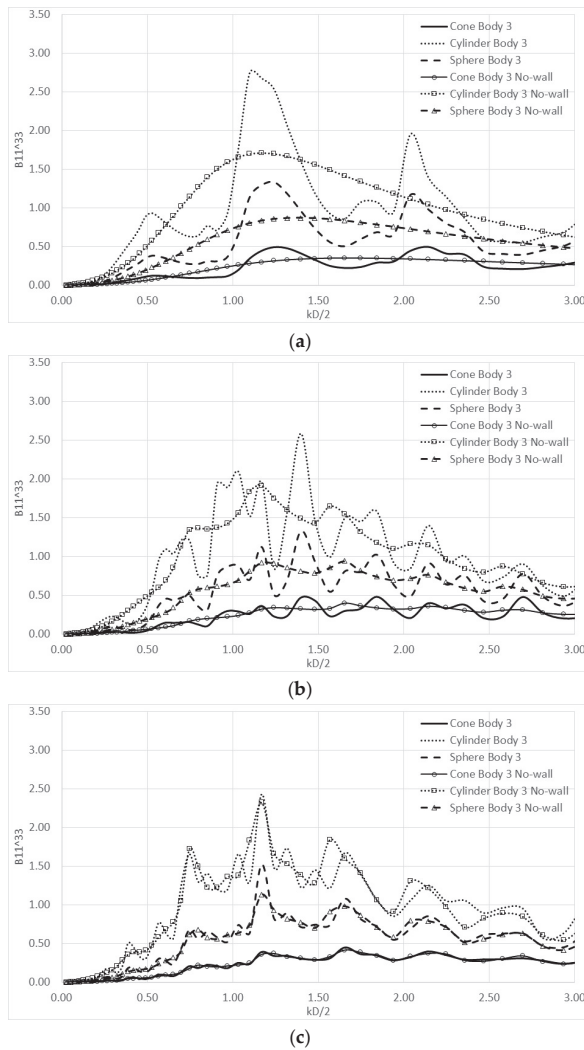 3.50
3.00
2.50
2.00
1.50
1.00
0.50
0.00
B11^33
Cone Body 3
Cylinder Body 3
Sphere Body 3
Cone Body 3 No-wall
Cylinder Body 3 No-wall
Sphere Body 3 No-wall
0.00 0.50 1.00 1.50 2.00 2.50 3.00
kD/2
(a)
3.50
3.00
2.50
2.00
1.50
1.00
0.50
0.00
B11^33
Cone Body 3
Cylinder Body 3
Sphere Body 3
Cone Body 3 No-wall
Cylinder Body 3 No-wall
Sphere Body 3 No-wall
0.00 0.50 1.00 1.50 2.00 2.50 3.00
kD/2
(b)
3.50
3.00
2.50
2.00
1.50
1.00
0.50
0.00
B11^33
Cone Body 3
Cylinder Body 3
Sphere Body 3
Cone Body 3 No-wall
Cylinder Body 3 No-wall
Sphere Body 3 No-wall
0.00 0.50 1.00 1.50 2.00 2.50 3.00
kD/2
(c)